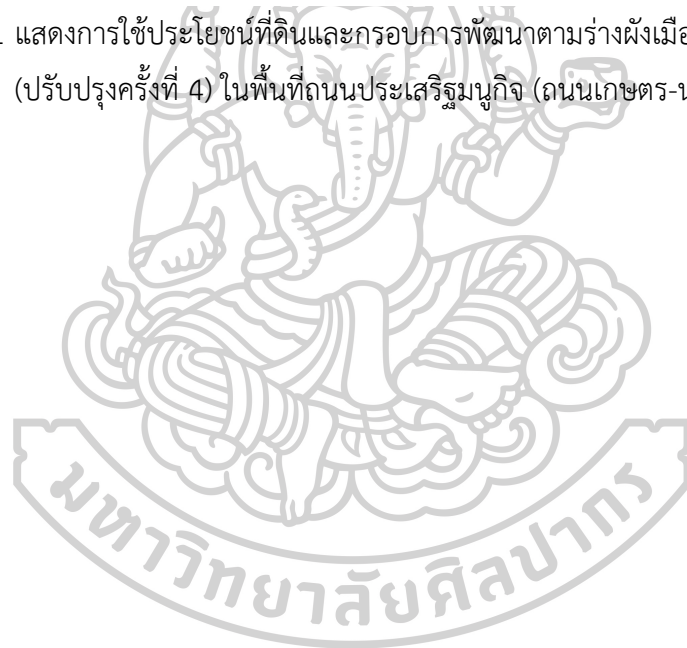 แสดงการใช้ประโยชน์ที่ดินและกรอบการพัฒนาตามร่างผังเมือ
(ปรับปรุงครั้งที่ 4) ในพื้นที่ถนนประเสริฐมนูกิจ (ถนนเกษตร-น
มหาวิทยาลัยศิลปากร